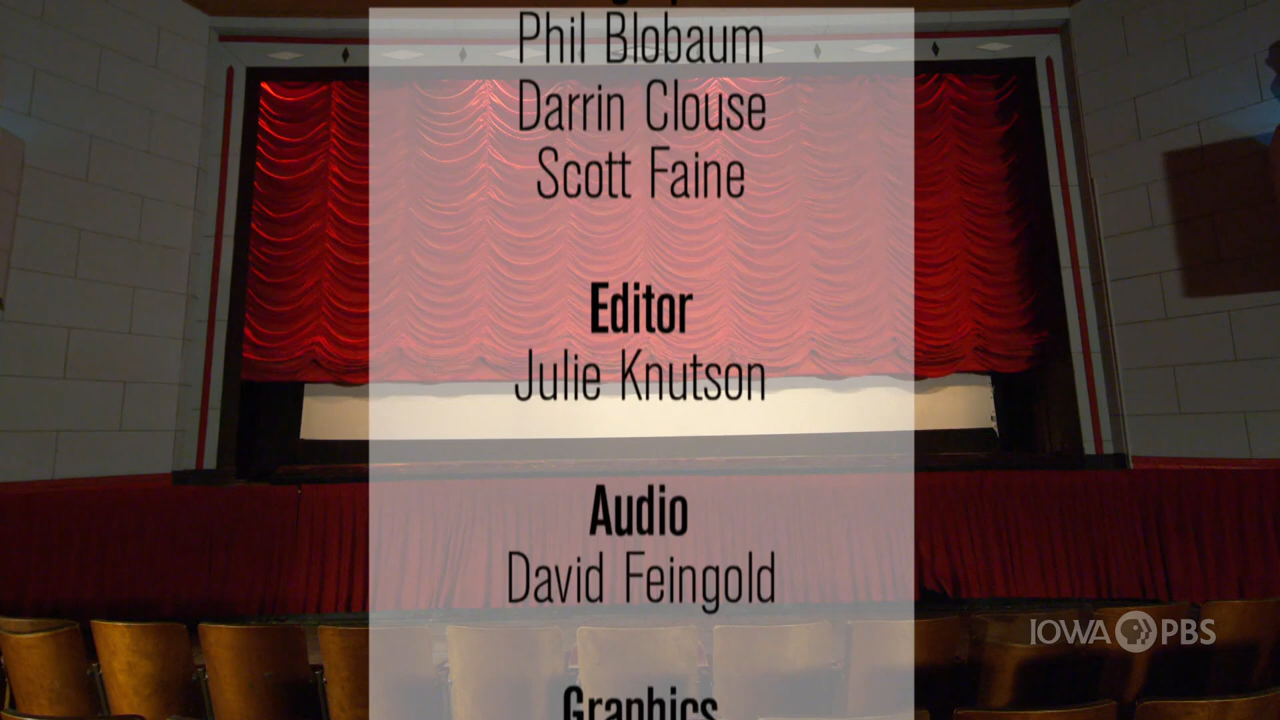 Phil Blobaum
Darrin Clouse
Scott Faine
Editor
Julie Knutson
Audio
David Feingold
Graphics
IOWA PBS